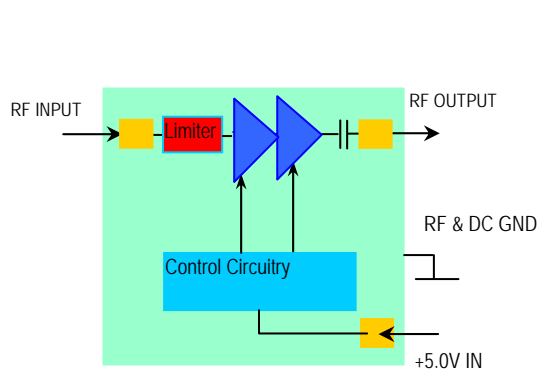 RF INPUT
RF OUTPUT
Limiter
RF & DC GND
Control Circuitry
+5.0V IN